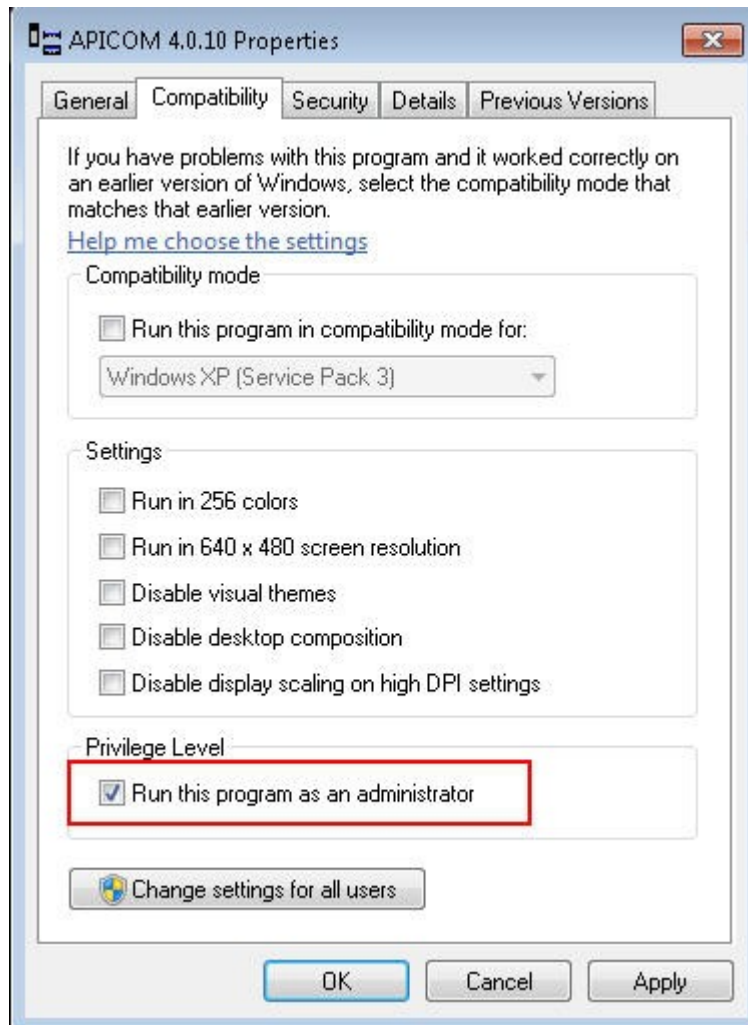 APICOM 4.0.10 Properties
General Compatibility Security Details Previous Versions
If you have problems with this program and it worked correctly on
an earlier version of Windows, select the compatibility mode that
matches that earlier version.
Help me choose the settings
Compatibility mode
Run this program in compatibility mode for:
Windows XP (Service Pack 3)
Settings
Run in 256 colors
Run in 640 x 480 screen resolution
Disable visual themes
Disable desktop composition
Disable display scaling on high DPI settings
Privilege Level
Run this program as an administrator
Change settings for all users
OK Cancel Apply